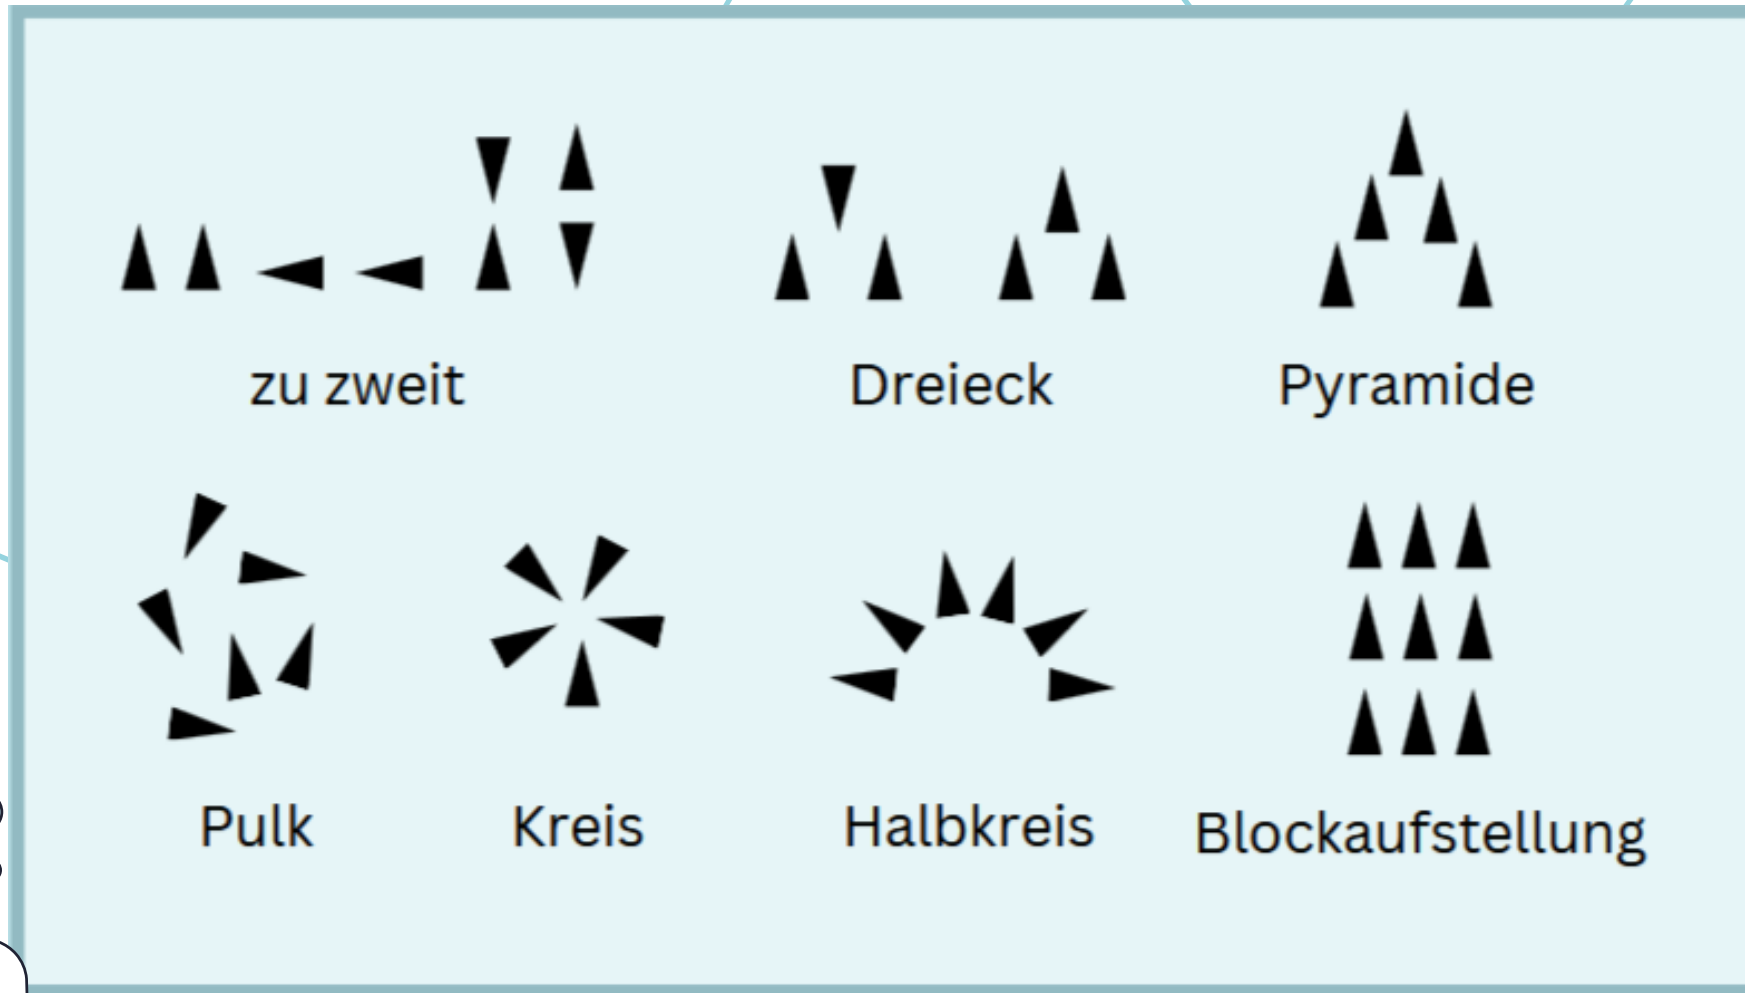 zu zweit
Dreieck
Pyramide
Pulk
Kreis
Halbkreis
Blockaufstellung